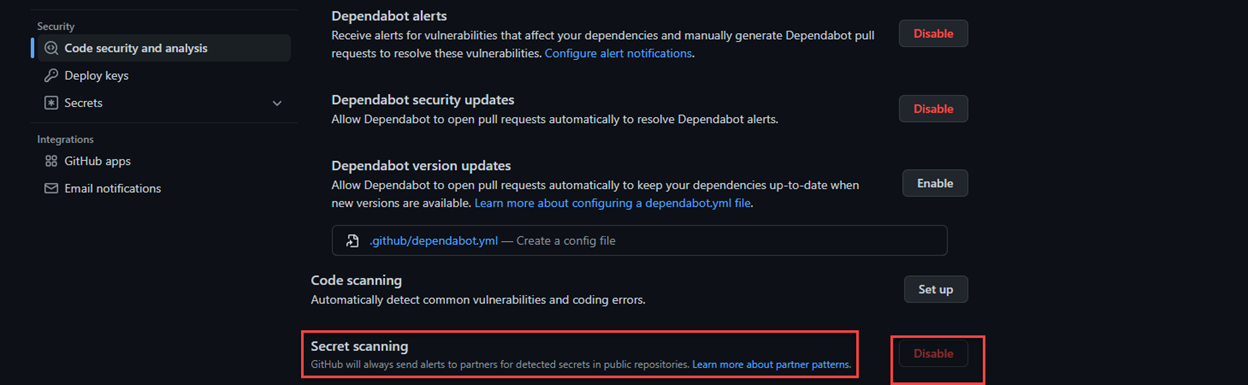 Security
Code security and analysis
Deploy keys
Secrets
Integrations
GitHub apps
Email notifications
Dependabot alerts
Receive alerts for vulnerabilities that affect your dependencies and manually generate Dependabot pull
requests to resolve these vulnerabilities. Configure alert notifications.
Disable
Dependabot security updates
Allow Dependabot to open pull requests automatically to resolve Dependabot alerts.
Disable
Dependabot version updates
Allow Dependabot to open pull requests automatically to keep your dependencies up-to-date when
new versions are available. Learn more about configuring a dependabot.yml file.
Enable
.github/dependabot.yml — Create a config file
Code scanning
Automatically detect common vulnerabilities and coding errors.
Set up
Secret scanning
GitHub will always send alerts to partners for detected secrets in public repositories. Learn more about partner patterns.
Disable